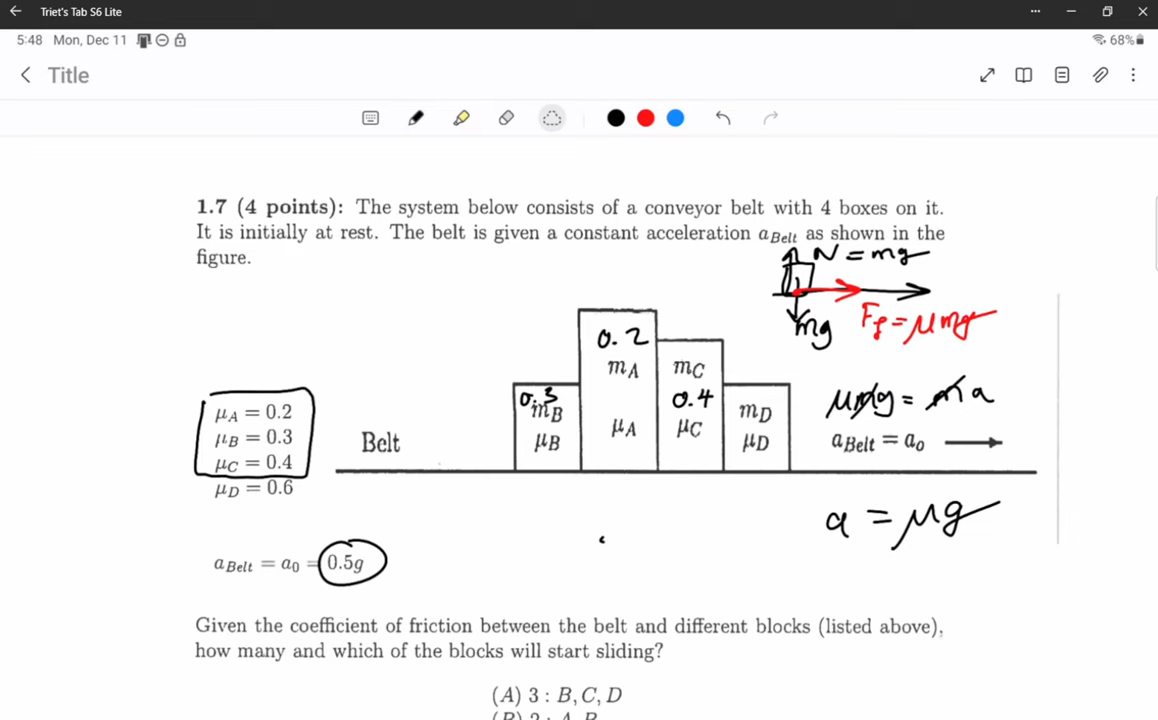 Triet's Tab S6 Lite
5:48 Mon, Dec 11 68%
Title
1.7 (4 points): The system below consists of a conveyor belt with 4 boxes on it.
It is initially at rest. The belt is given a constant acceleration a_Belt as shown in the
figure.
N = mg
mg
F_f = μmg
0.2
m_A
m_C
0.3
m_B
0.4
m_D
μmg = ma
μ_A = 0.2
μ_B = 0.3
μ_C = 0.4
μ_D = 0.6
Belt
μ_B
μ_A
μ_C
μ_D
a_Belt = a_o
a = μg
a_Belt = a_0 = 0.5g
Given the coefficient of friction between the belt and different blocks (listed above),
how many and which of the blocks will start sliding?
(A) 3 : B, C, D
(B) 2 : A, B